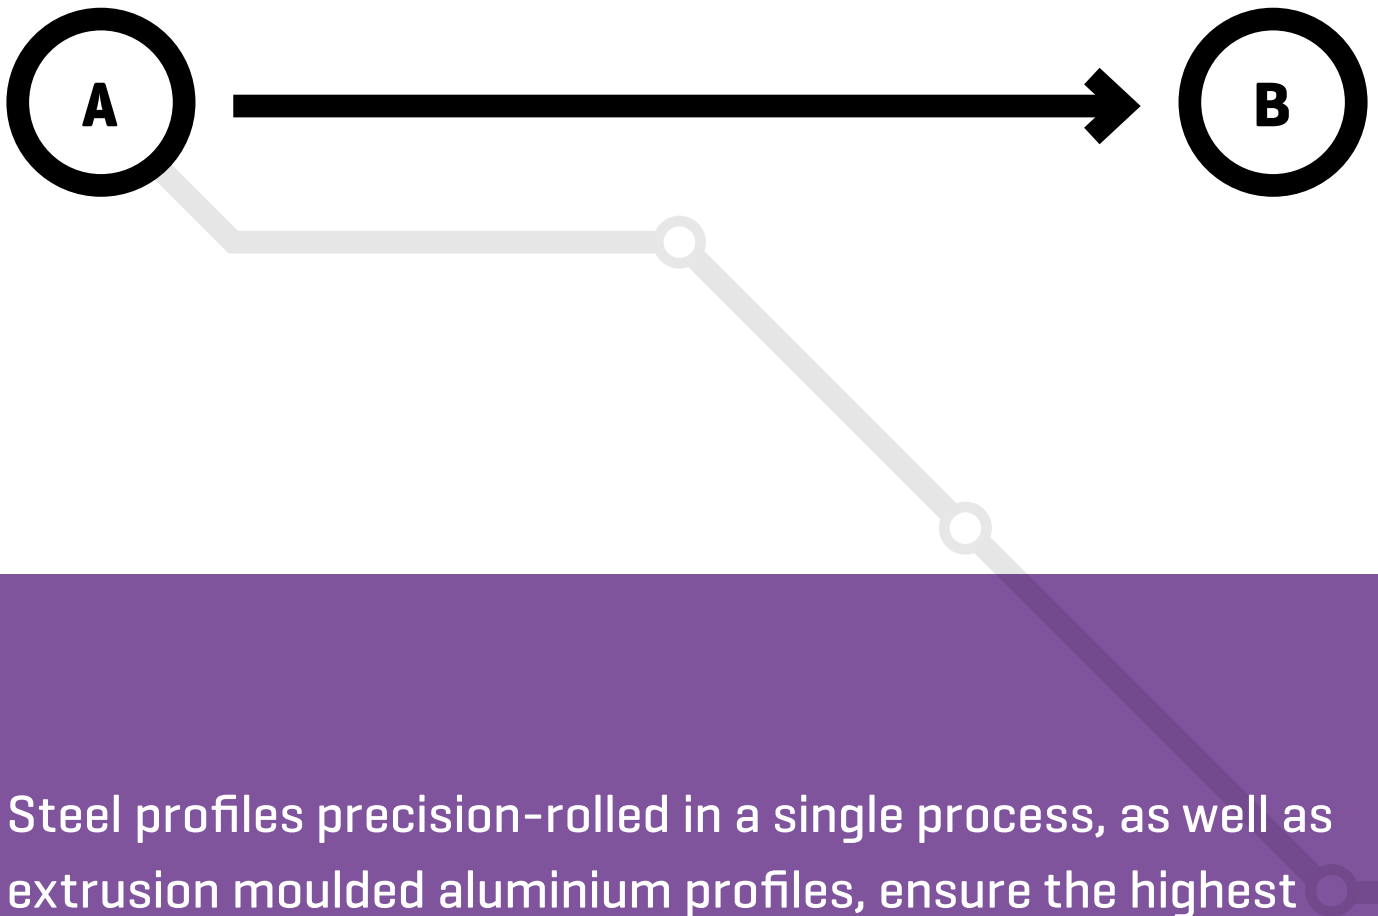 A B
Steel profiles precision-rolled in a single process, as well as
extrusion moulded aluminium profiles, ensure the highest